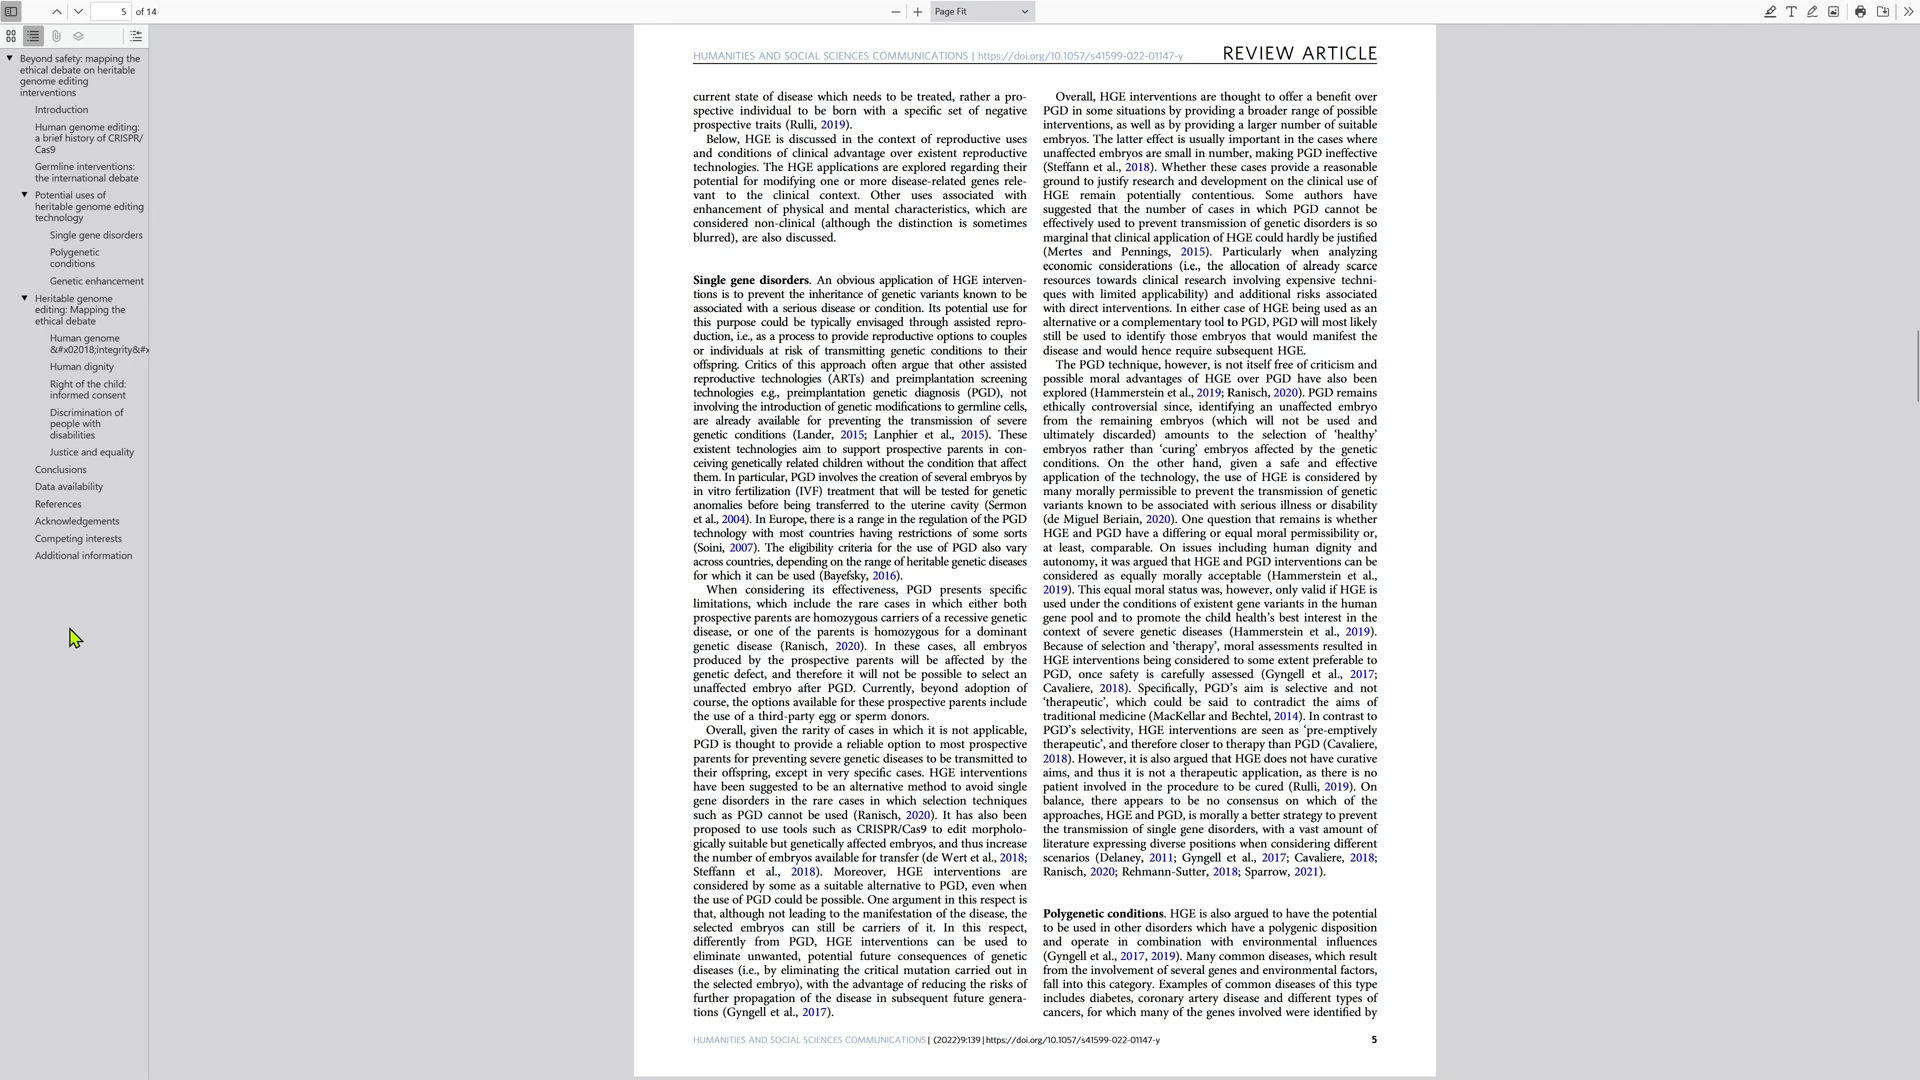 5 of 14
Page Fit
Beyond safety: mapping the
ethical debate on heritable
genome editing
interventions
Introduction
Human genome editing:
a brief history of CRISPR/
Cas9
Germline interventions:
the international debate
Potential uses of
heritable genome editing
technology
Single gene disorders
Polygenetic
conditions
Genetic enhancement
Heritable genome
editing: Mapping the
ethical debate
Human genome
&#x02018;integrity&#x
Human dignity
Right of the child:
informed consent
Discrimination of
people with
disabilities
Justice and equality
Conclusions
Data availability
References
Acknowledgements
Competing interests
Additional information
HUMANITIES AND SOCIAL SCIENCES COMMUNICATIONS | https://doi.org/10.1057/s41599-022-01147-y REVIEW ARTICLE
current state of disease which needs to be treated, rather a pro-
spective individual to be born with a specific set of negative
prospective traits (Rulli, 2019).
Below, HGE is discussed in the context of reproductive uses
and conditions of clinical advantage over existent reproductive
technologies. The HGE applications are explored regarding their
potential for modifying one or more disease-related genes rele-
vant to the clinical context. Other uses associated with
enhancement of physical and mental characteristics, which are
considered non-clinical (although the distinction is sometimes
blurred), are also discussed.
Single gene disorders. An obvious application of HGE interven-
tions is to prevent the inheritance of genetic variants known to be
associated with a serious disease or condition. Its potential use for
this purpose could be typically envisaged through assisted repro-
duction, i.e., as a process to provide reproductive options to couples
or individuals at risk of transmitting genetic conditions to their
offspring. Critics of this approach often argue that other assisted
reproductive technologies (ARTs) and preimplantation screening
technologies e.g., preimplantation genetic diagnosis (PGD), not
involving the introduction of genetic modifications to germline cells,
are already available for preventing the transmission of severe
genetic conditions (Lander, 2015; Lanphier et al., 2015). These
existent technologies aim to support prospective parents in con-
ceiving genetically related children without the condition that affect
them. In particular, PGD involves the creation of several embryos by
in vitro fertilization (IVF) treatment that will be tested for genetic
anomalies before being transferred to the uterine cavity (Sermon
et al., 2004). In Europe, there is a range in the regulation of the PGD
technology with most countries having restrictions of some sorts
(Soini, 2007). The eligibility criteria for the use of PGD also vary
across countries, depending on the range of heritable genetic diseases
for which it can be used (Bayefsky, 2016).
When considering its effectiveness, PGD presents specific
limitations, which include the rare cases in which either both
prospective parents are homozygous carriers of a recessive genetic
disease, or one of the parents is homozygous for a dominant
genetic disease (Ranisch, 2020). In these cases, all embryos
produced by the prospective parents will be affected by the
genetic defect, and therefore it will not be possible to select an
unaffected embryo after PGD. Currently, beyond adoption of
course, the options available for these prospective parents include
the use of a third-party egg or sperm donors.
Overall, given the rarity of cases in which it is not applicable,
PGD is thought to provide a reliable option to most prospective
parents for preventing severe genetic diseases to be transmitted to
their offspring, except in very specific cases. HGE interventions
have been suggested to be an alternative method to avoid single
gene disorders in the rare cases in which selection techniques
such as PGD cannot be used (Ranisch, 2020). It has also been
proposed to use tools such as CRISPR/Cas9 to edit morpholo-
gically suitable but genetically affected embryos, and thus increase
the number of embryos available for transfer (de Wert et al., 2018;
Steffann et al., 2018). Moreover, HGE interventions are
considered by some as a suitable alternative to PGD, even when
the use of PGD could be possible. One argument in this respect is
that, although not leading to the manifestation of the disease, the
selected embryos can still be carriers of it. In this respect,
differently from PGD, HGE interventions can be used to
eliminate unwanted, potential future consequences of genetic
diseases (i.e., by eliminating the critical mutation carried out in
the selected embryo), with the advantage of reducing the risks of
further propagation of the disease in subsequent future genera-
tions (Gyngell et al., 2017).
Overall, HGE interventions are thought to offer a benefit over
PGD in some situations by providing a broader range of possible
interventions, as well as by providing a larger number of suitable
embryos. The latter effect is usually important in the cases where
unaffected embryos are small in number, making PGD ineffective
(Steffann et al., 2018). Whether these cases provide a reasonable
ground to justify research and development on the clinical use of
HGE remain potentially contentious. Some authors have
suggested that the number of cases in which PGD cannot be
effectively used to prevent transmission of genetic disorders is so
marginal that clinical application of HGE could hardly be justified
(Mertes and Pennings, 2015). Particularly when analyzing
economic considerations (i.e., the allocation of already scarce
resources towards clinical research involving expensive techni-
ques with limited applicability) and additional risks associated
with direct interventions. In either case of HGE being used as an
alternative or a complementary tool to PGD, PGD will most likely
still be used to identify those embryos that would manifest the
disease and would hence require subsequent HGE.
The PGD technique, however, is not itself free of criticism and
possible moral advantages of HGE over PGD have also been
explored (Hammerstein et al., 2019; Ranisch, 2020). PGD remains
ethically controversial since, identifying an unaffected embryo
from the remaining embryos (which will not be used and
ultimately discarded) amounts to the selection of ‘healthy’
embryos rather than ‘curing’ embryos affected by the genetic
conditions. On the other hand, given a safe and effective
application of the technology, the use of HGE is considered by
many morally permissible to prevent the transmission of genetic
variants known to be associated with serious illness or disability
(de Miguel Beriain, 2020). One question that remains is whether
HGE and PGD have a differing or equal moral permissibility or,
at least, comparable. On issues including human dignity and
autonomy, it was argued that HGE and PGD interventions can be
considered as equally morally acceptable (Hammerstein et al.,
2019). This equal moral status was, however, only valid if HGE is
used under the conditions of existent gene variants in the human
gene pool and to promote the child health’s best interest in the
context of severe genetic diseases (Hammerstein et al., 2019).
Because of selection and ‘therapy’, moral assessments resulted in
HGE interventions being considered to some extent preferable to
PGD, once safety is carefully assessed (Gyngell et al., 2017;
Cavaliere, 2018). Specifically, PGD’s aim is selective and not
‘therapeutic’, which could be said to contradict the aims of
traditional medicine (MacKellar and Bechtel, 2014). In contrast to
PGD’s selectivity, HGE interventions are seen as ‘pre-emptively
therapeutic’, and therefore closer to therapy than PGD (Cavaliere,
2018). However, it is also argued that HGE does not have curative
aims, and thus it is not a therapeutic application, as there is no
patient involved in the procedure to be cured (Rulli, 2019). On
balance, there appears to be no consensus on which of the
approaches, HGE and PGD, is morally a better strategy to prevent
the transmission of single gene disorders, with a vast amount of
literature expressing diverse positions when considering different
scenarios (Delaney, 2011; Gyngell et al., 2017; Cavaliere, 2018;
Ranisch, 2020; Rehmann-Sutter, 2018; Sparrow, 2021).
Polygenetic conditions. HGE is also argued to have the potential
to be used in other disorders which have a polygenic disposition
and operate in combination with environmental influences
(Gyngell et al., 2017, 2019). Many common diseases, which result
from the involvement of several genes and environmental factors,
fall into this category. Examples of common diseases of this type
includes diabetes, coronary artery disease and different types of
cancers, for which many of the genes involved were identified by
HUMANITIES AND SOCIAL SCIENCES COMMUNICATIONS | (2022)9:139 | https://doi.org/10.1057/s41599-022-01147-y 5